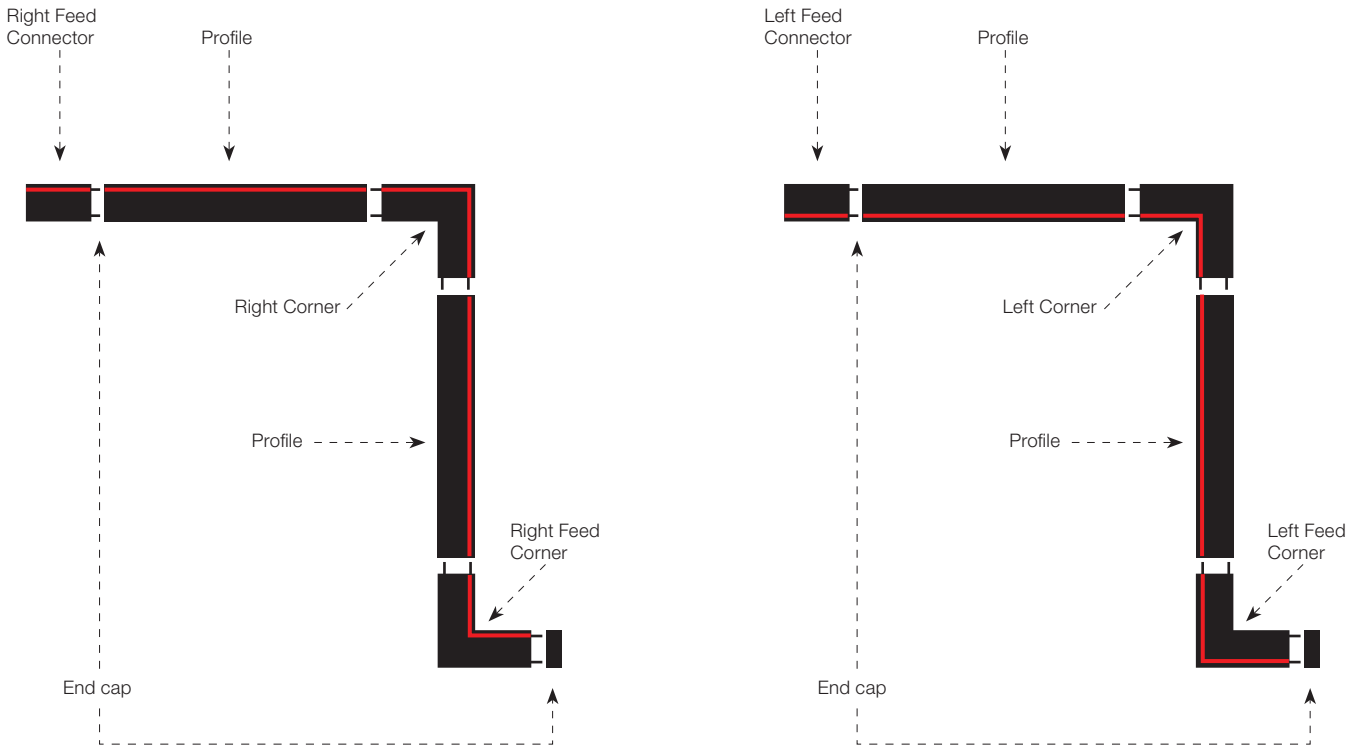 Right Feed
Connector
Profile
Right Corner
Profile
Right Feed
Corner
End cap
Left Feed
Connector
Profile
Left Corner
Profile
Left Feed
Corner
End cap